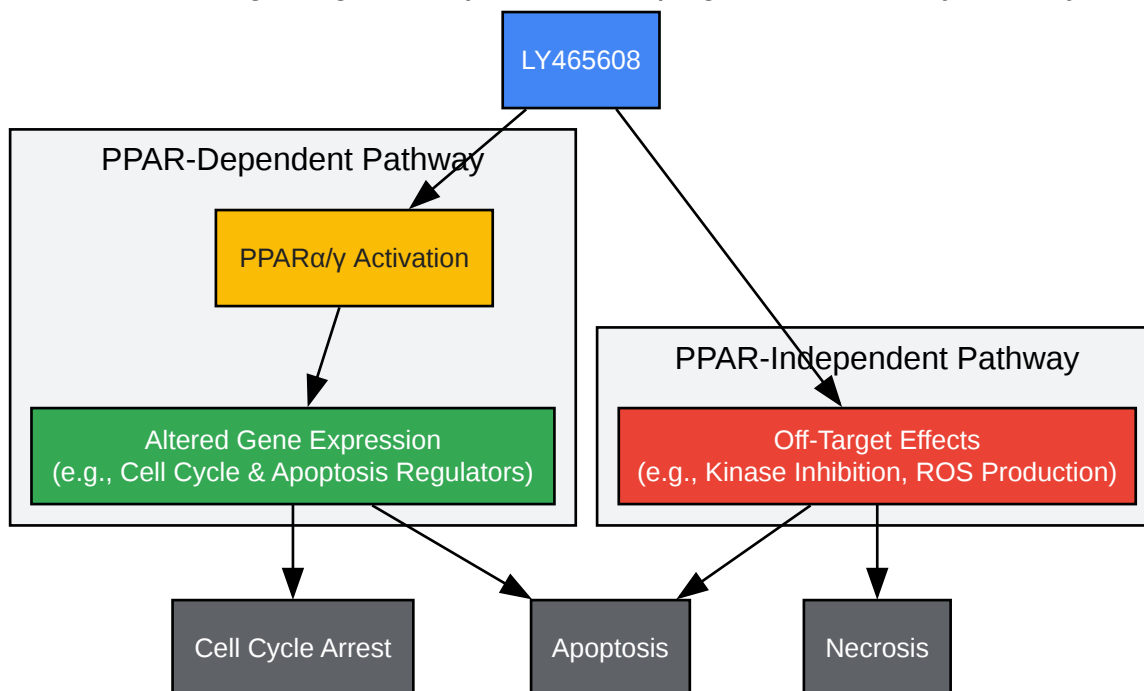 LY465608
PPAR-Dependent Pathway
PPARα/γ Activation
PPAR-Independent Pathway
Altered Gene Expression
(e.g., Cell Cycle & Apoptosis Regulators)
Off-Target Effects
(e.g., Kinase Inhibition, ROS Production)
Cell Cycle Arrest
Apoptosis
Necrosis